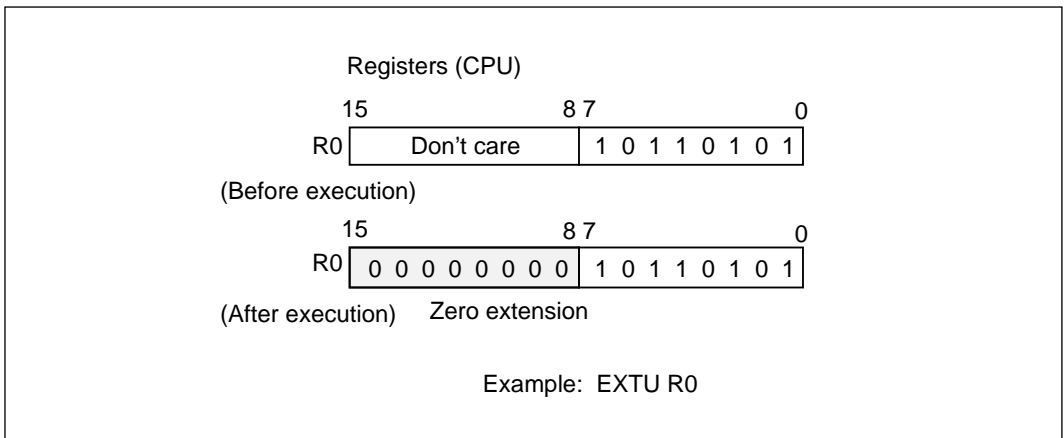 Registers (CPU)
15 8 7 0
R0 Don't care 1 0 1 1 0 1 0 1
(Before execution)
15 8 7 0
R0 0 0 0 0 0 0 0 0 1 0 1 1 0 1 0 1
(After execution) Zero extension
Example: EXTU R0